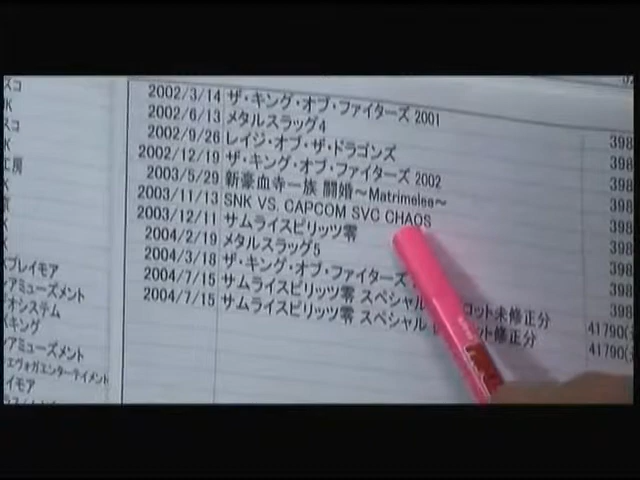 スコ
2002/3/14 ザ・キング・オブ・ファイターズ 2001 398
2002/6/13 メタルスラッグ4 398
2002/9/26 レイジ・オブ・ザ・ドラゴンズ 398
2002/12/19 ザ・キング・オブ・ファイターズ 2002 398
2003/5/29 新豪血寺一族 闘婚～Matrimelee～ 398
2003/11/13 SNK VS. CAPCOM SVC CHAOS 398
2003/12/11 サムライスピリッツ零 398
2004/2/19 メタルスラッグ5 398
2004/3/18 ザ・キング・オブ・ファイターズ 398
2004/7/15 サムライスピリッツ零 スペシャル ロット未修正分 41790
2004/7/15 サムライスピリッツ零 スペシャル ロット修正分 41790
K
スコ
K
工房
K
プレイモア
アミューズメント
オシステム
キング
アミューズメント
エヴォガエンターテイメント
イモア